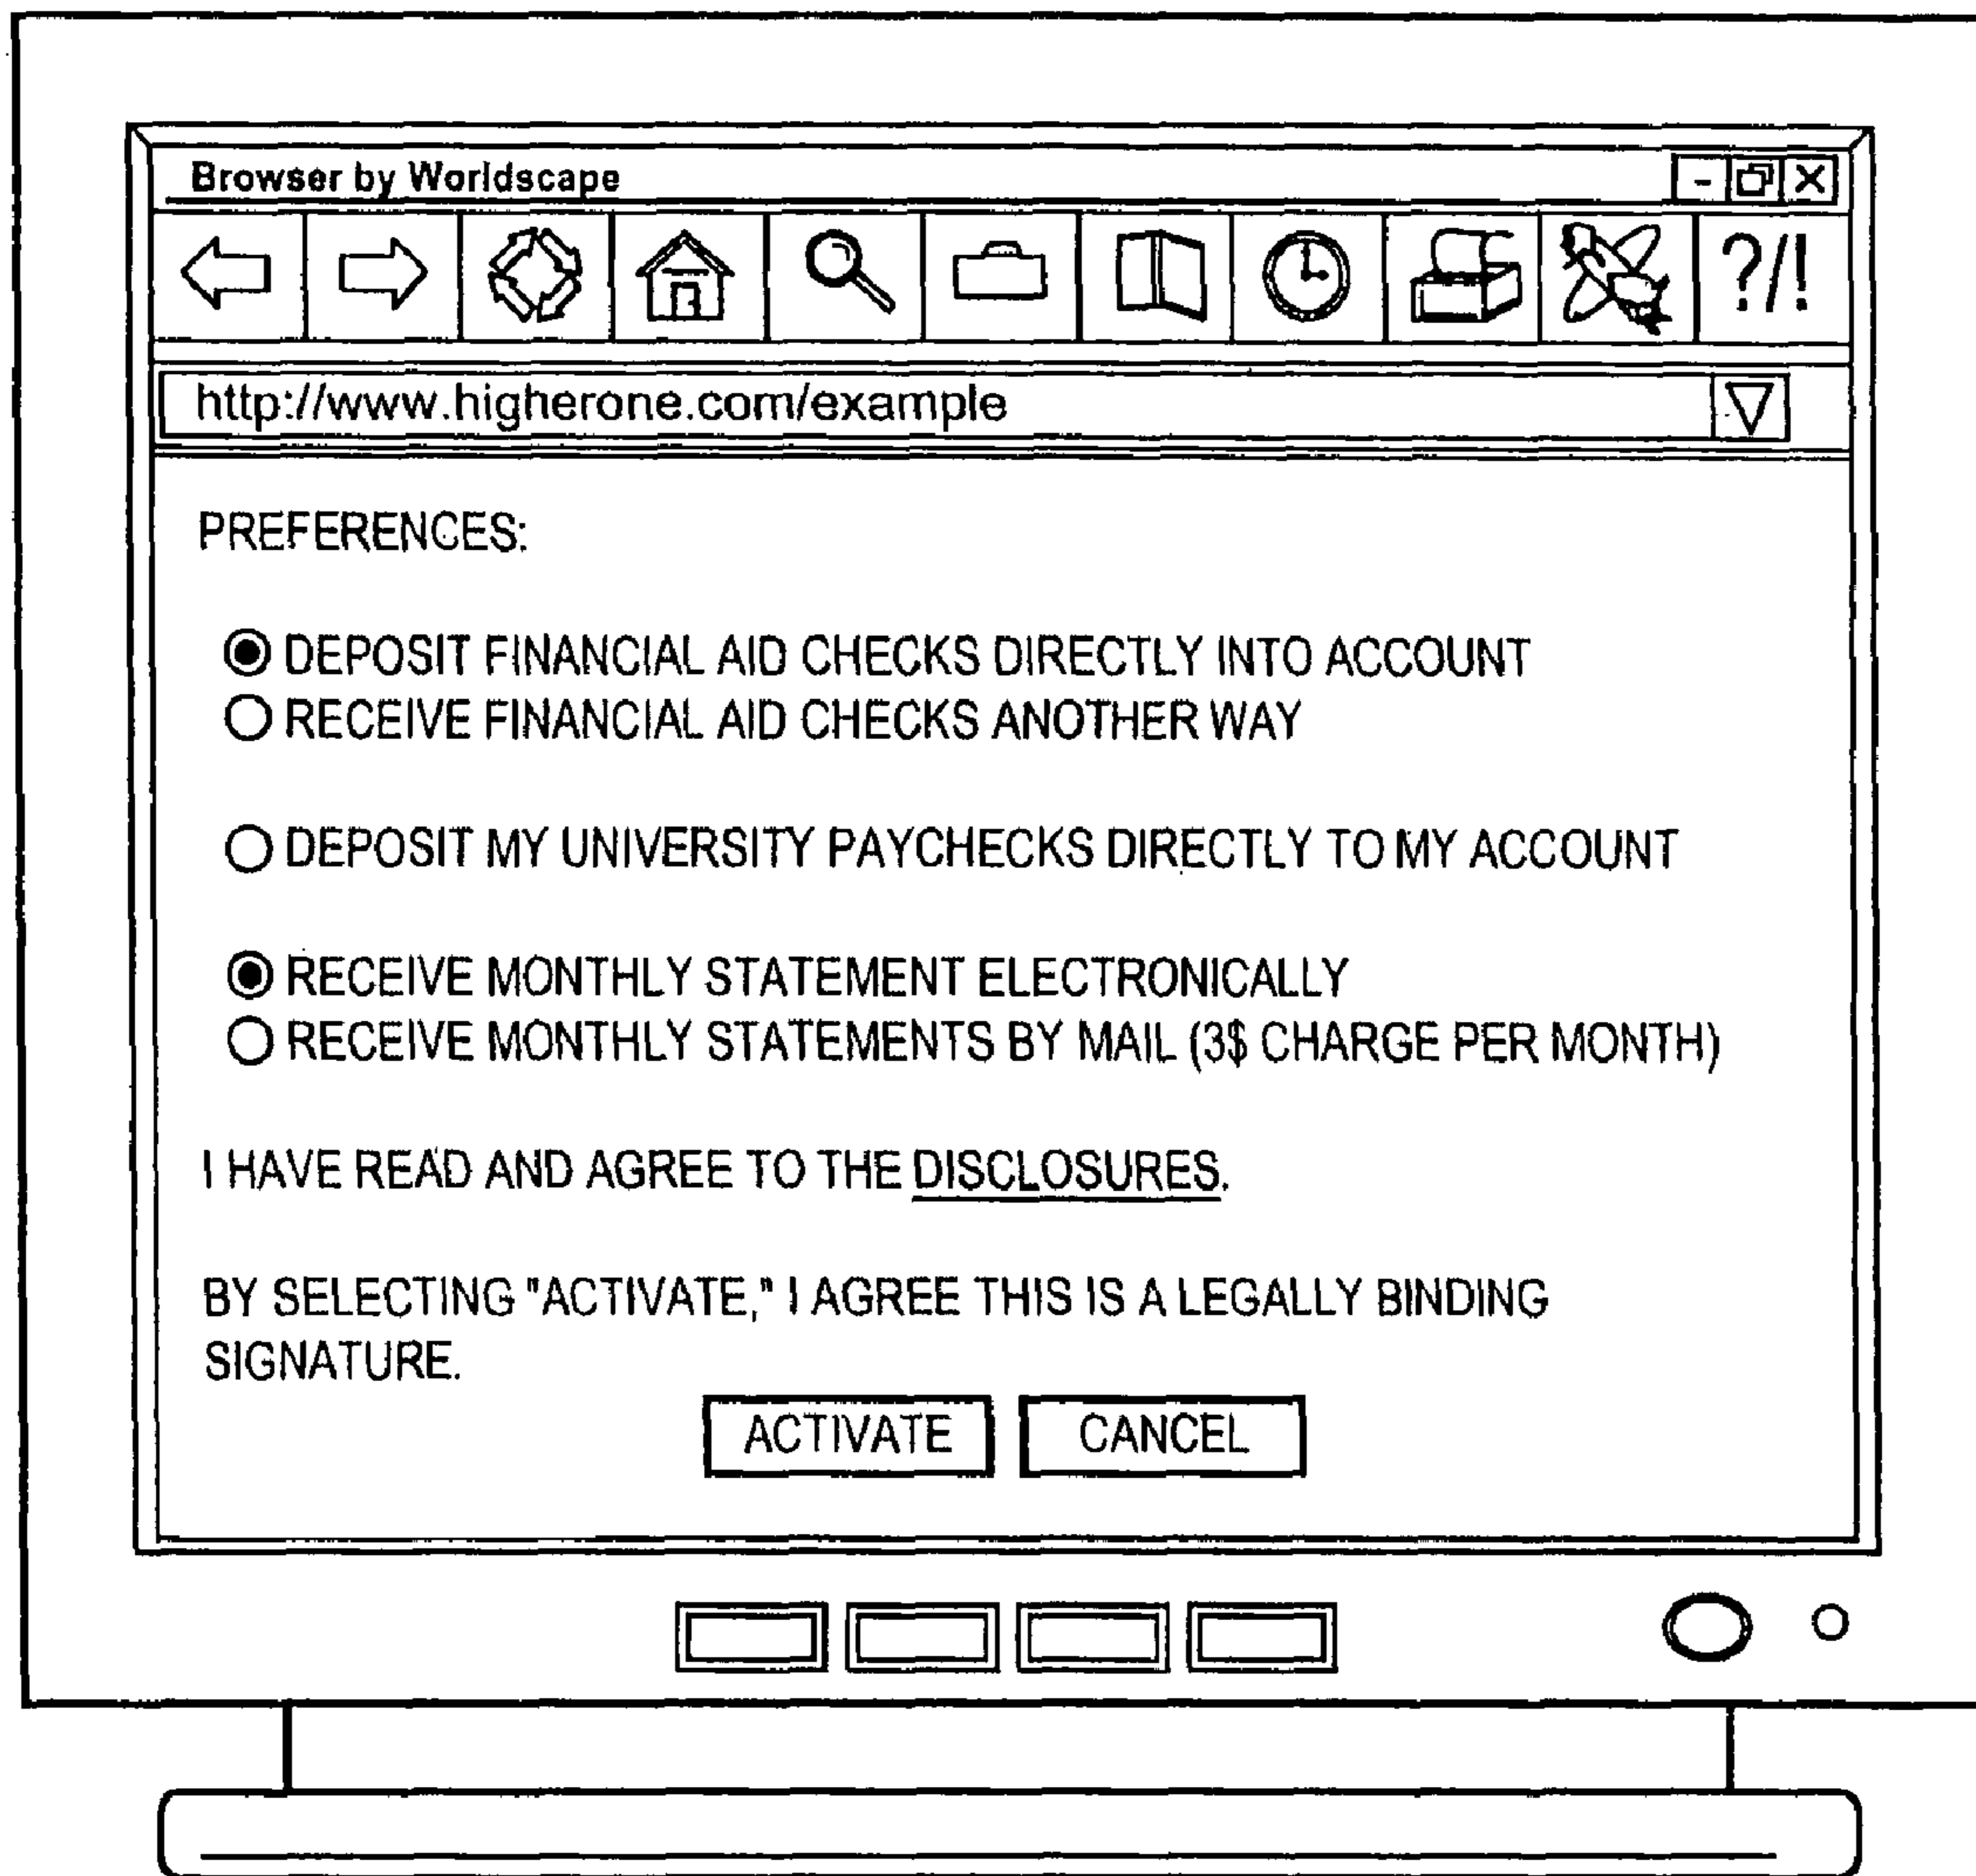 Browser by Worldscape
?/!
http://www.higherone.com/example
PREFERENCES:
DEPOSIT FINANCIAL AID CHECKS DIRECTLY INTO ACCOUNT
RECEIVE FINANCIAL AID CHECKS ANOTHER WAY
DEPOSIT MY UNIVERSITY PAYCHECKS DIRECTLY TO MY ACCOUNT
RECEIVE MONTHLY STATEMENT ELECTRONICALLY
RECEIVE MONTHLY STATEMENTS BY MAIL (3$ CHARGE PER MONTH)
I HAVE READ AND AGREE TO THE DISCLOSURES.
BY SELECTING "ACTIVATE," I AGREE THIS IS A LEGALLY BINDING
SIGNATURE.
ACTIVATE CANCEL